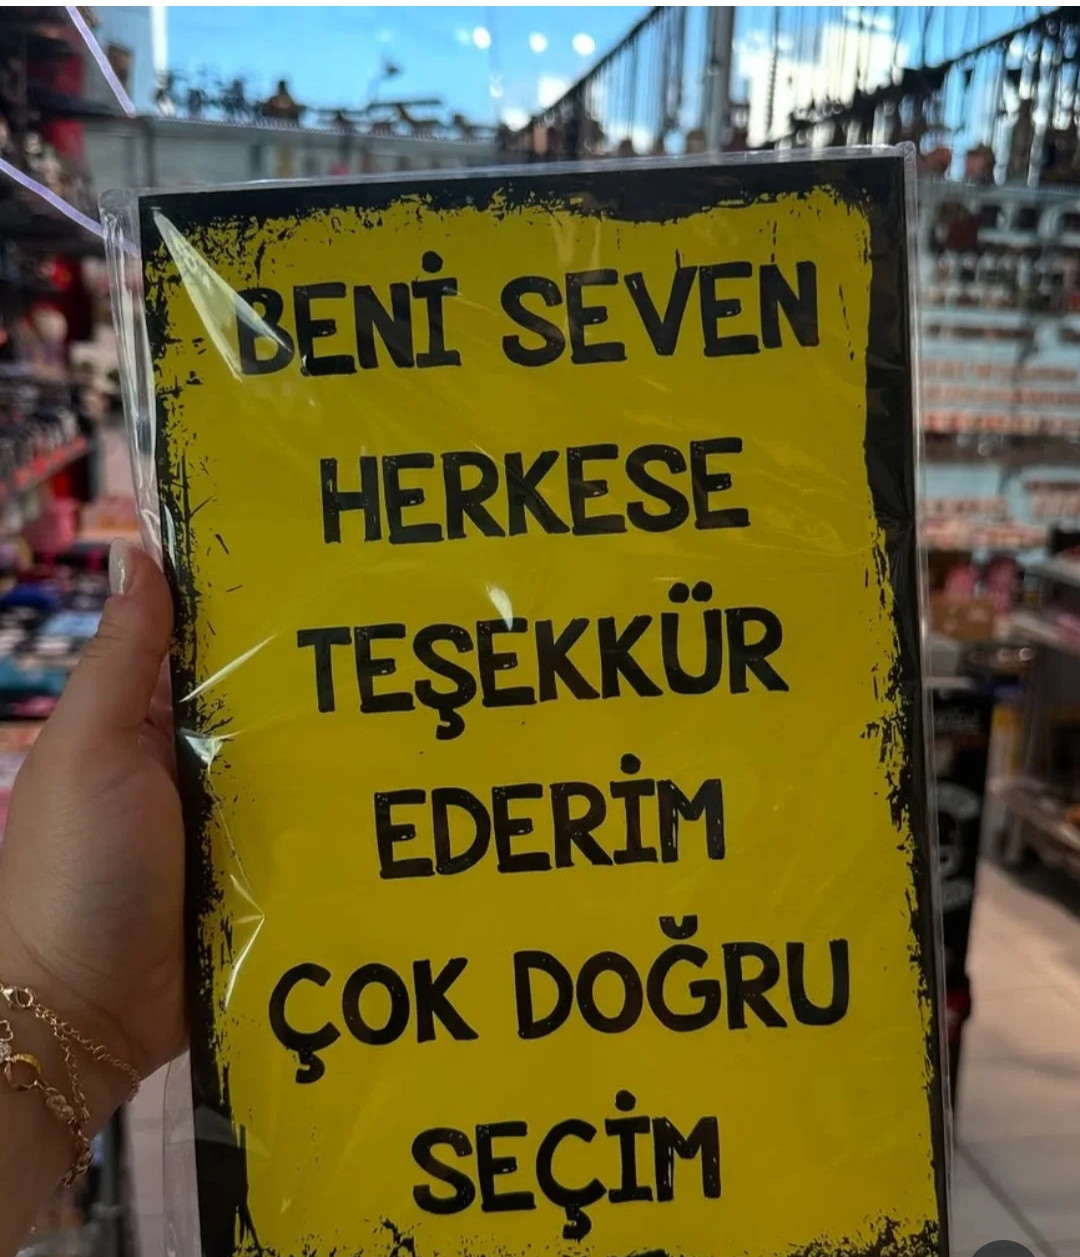 BENİ SEVEN
HERKESE
TEŞEKKÜR
EDERİM
ÇOK DOĞRU
SEÇİM